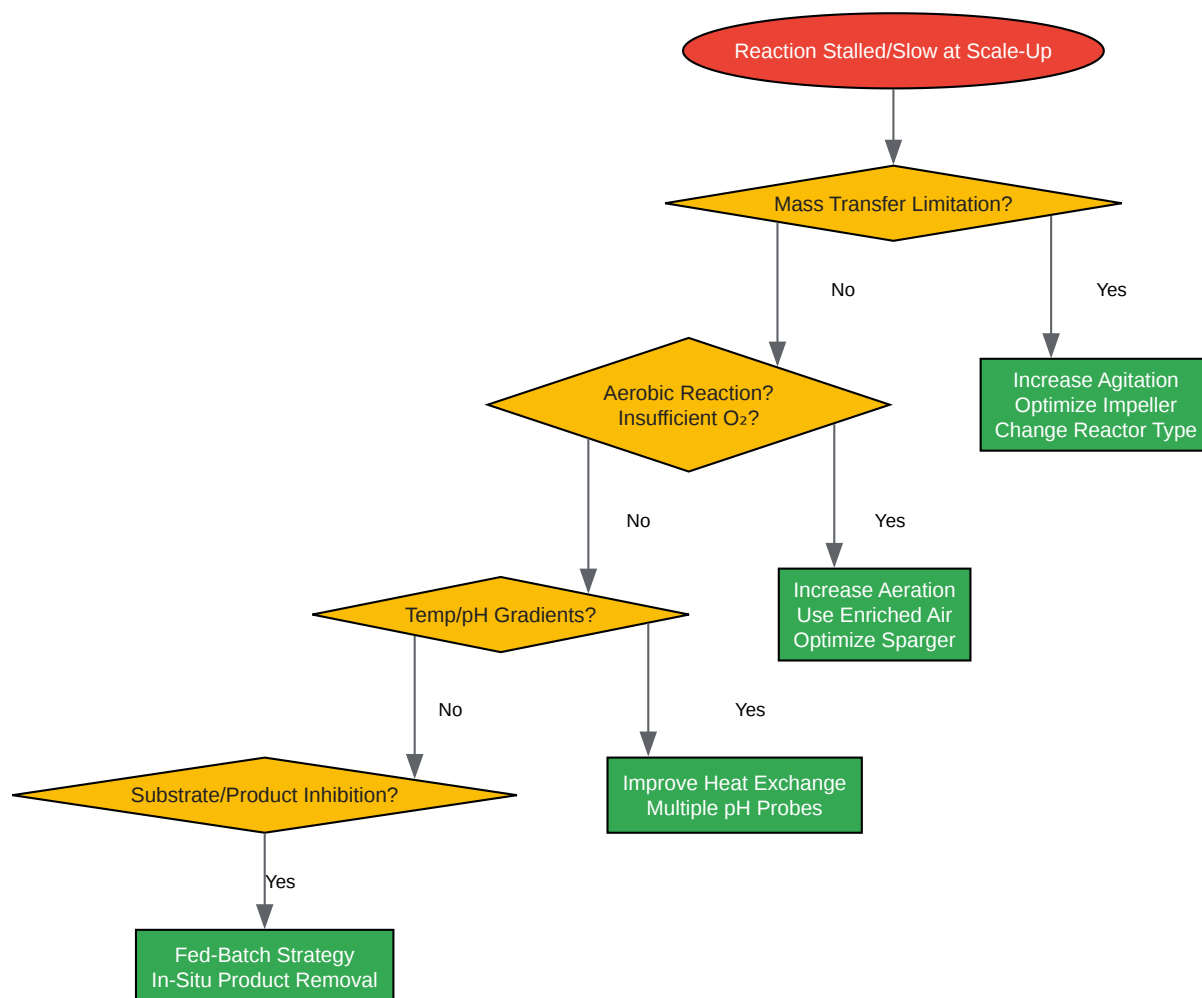 Reaction Stalled/Slow at Scale-Up
Mass Transfer Limitation?
No
Yes
Increase Agitation
Optimize Impeller
Change Reactor Type
Aerobic Reaction?
Insufficient O₂?
No
Yes
Increase Aeration
Use Enriched Air
Optimize Sparger
Temp/pH Gradients?
No
Yes
Improve Heat Exchange
Multiple pH Probes
Substrate/Product Inhibition?
Yes
Fed-Batch Strategy
In-Situ Product Removal